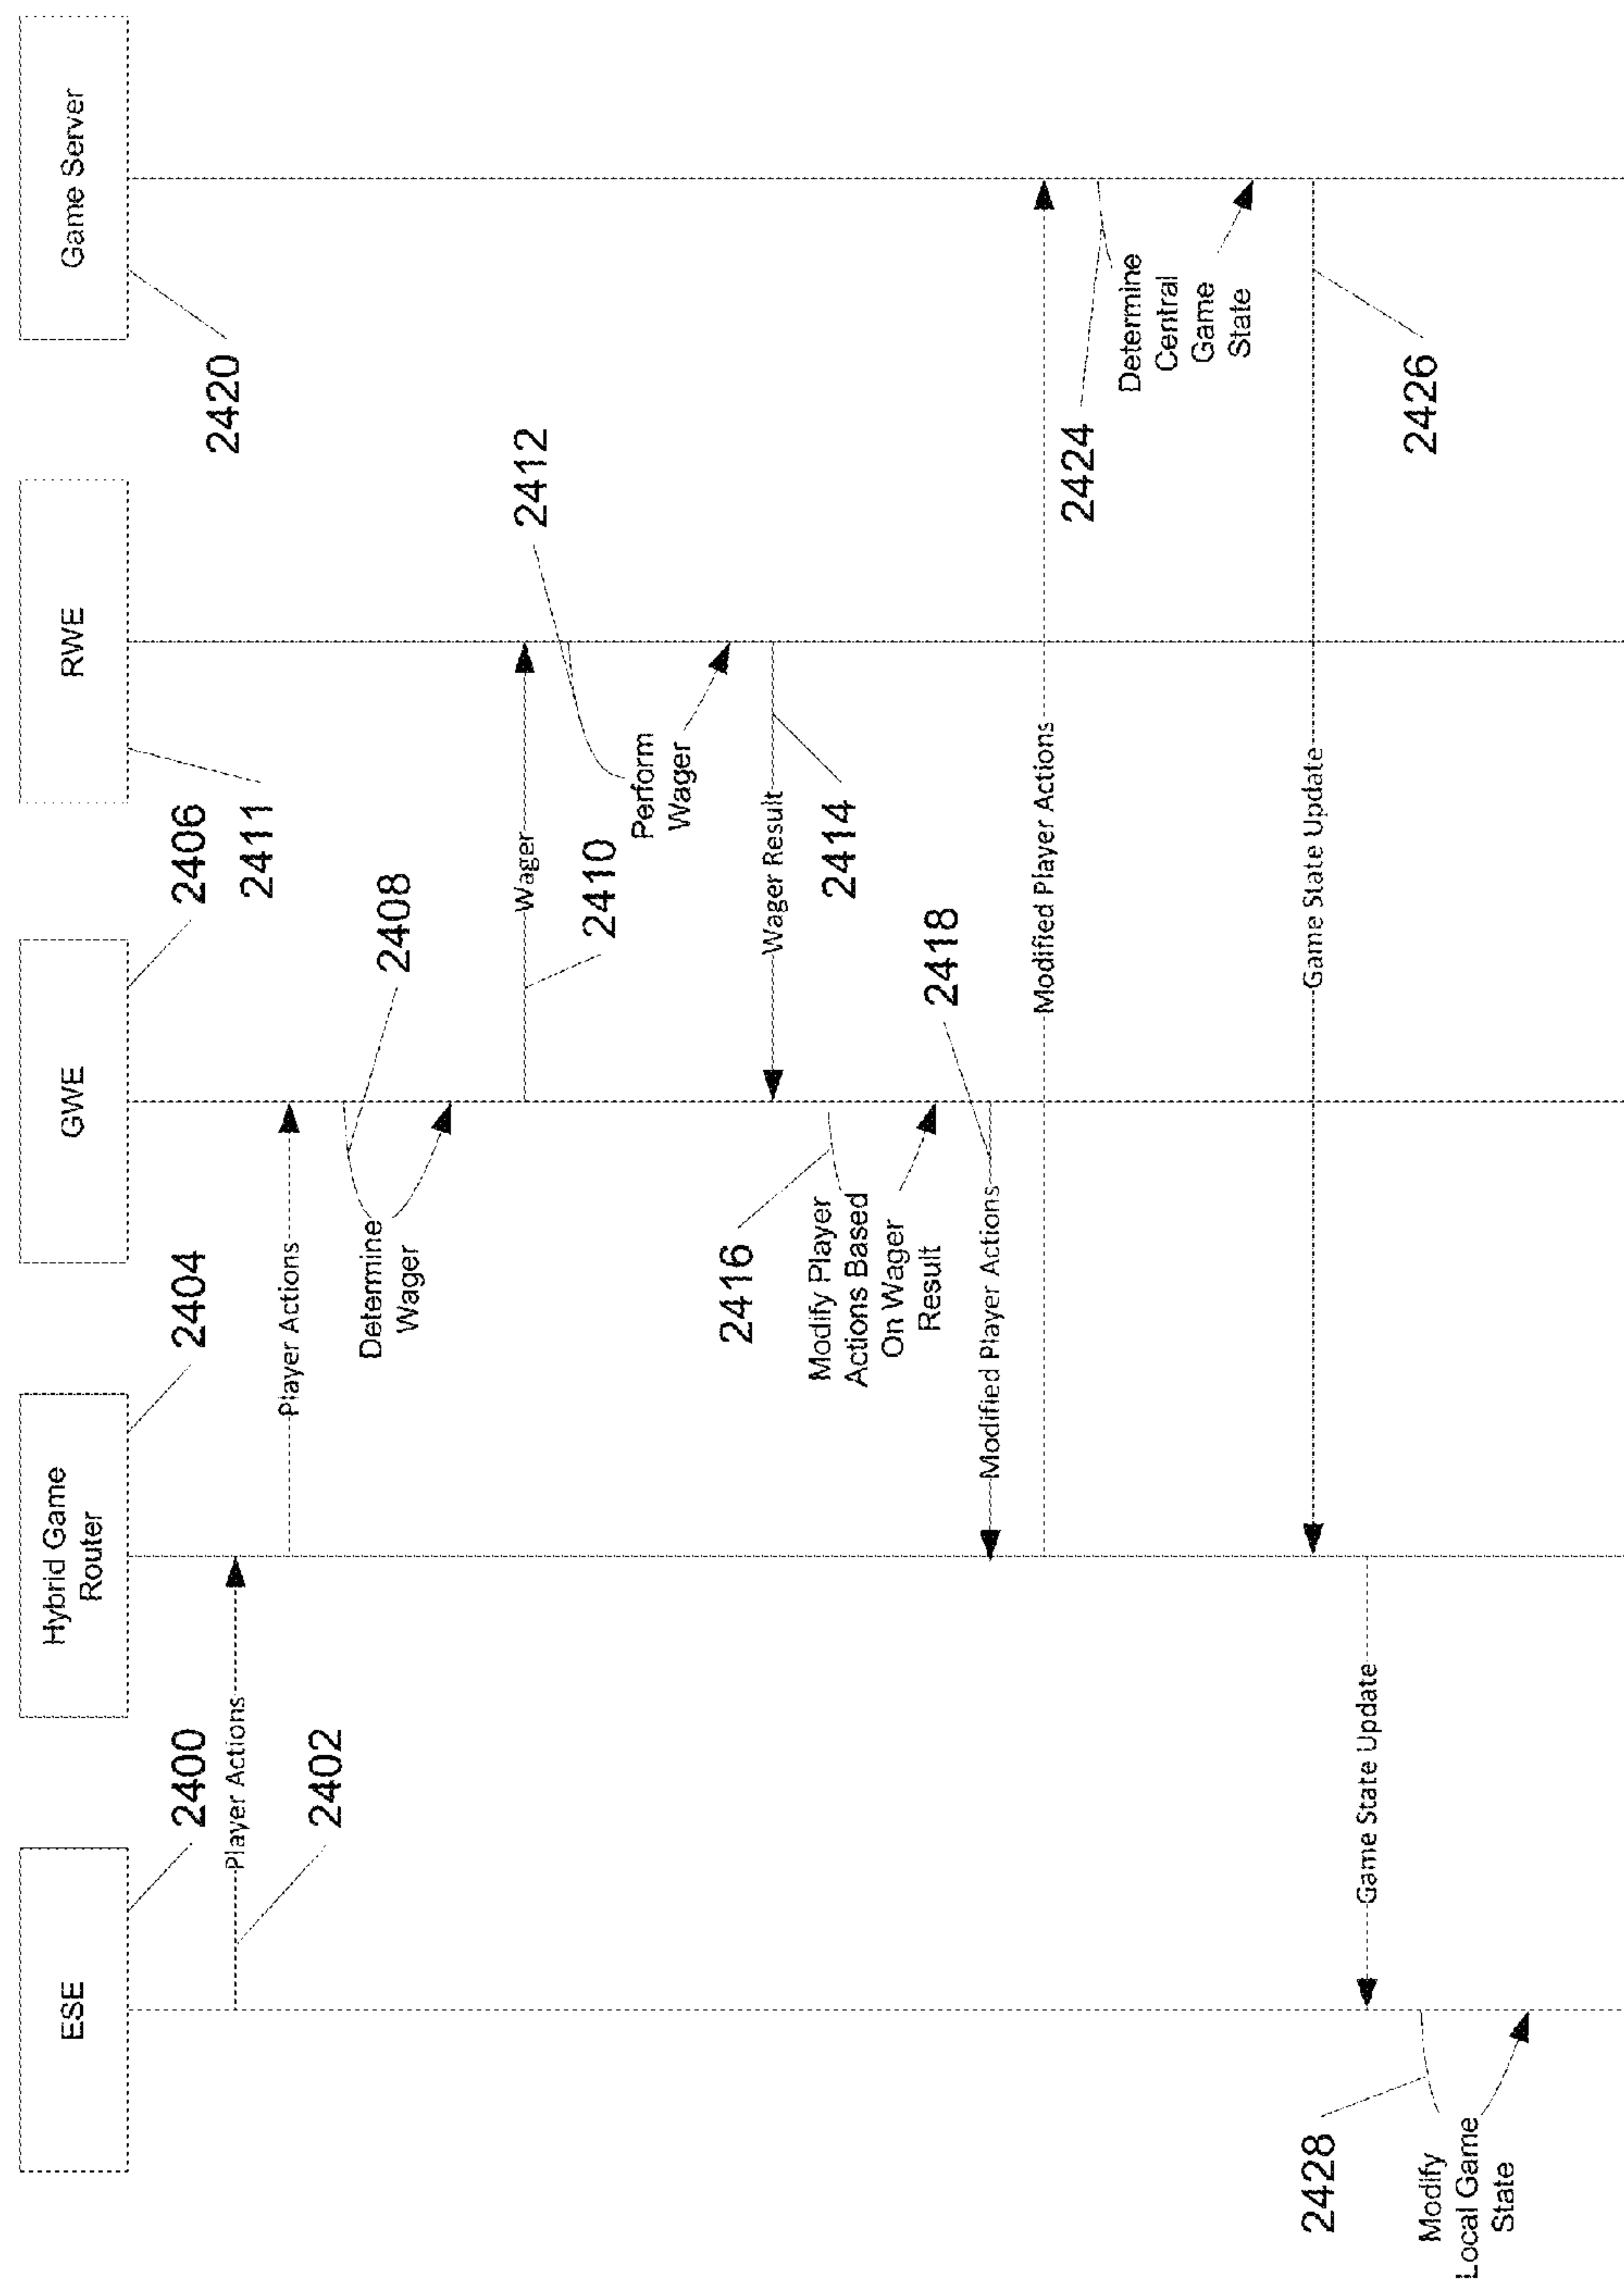 ESE
Hybrid Game
Router
GWE
RWE
Game Server
2400
2404
2406
2411
2420
Player Actions
2402
Player Actions
2408
Determine
Wager
Wager
2410
2412
Perform
Wager
Wager Result
2414
2416
Modify Player
Actions Based
On Wager
Result
2418
Modified Player Actions
Modified Player Actions
2424
Determine
Central
Game
State
Game State Update
2426
Game State Update
2428
Modify
Local Game
State